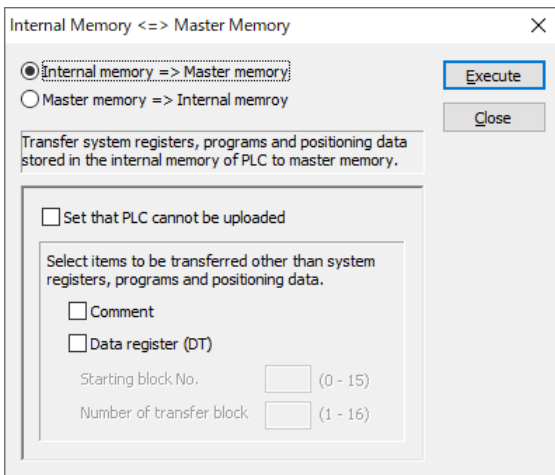 Internal Memory <=> Master Memory
Internal memory => Master memory
Master memory => Internal memroy
Execute
Close
Transfer system registers, programs and positioning data
stored in the internal memory of PLC to master memory.
Set that PLC cannot be uploaded
Select items to be transferred other than system
registers, programs and positioning data.
Comment
Data register (DT)
Starting block No. (0 - 15)
Number of transfer block (1 - 16)